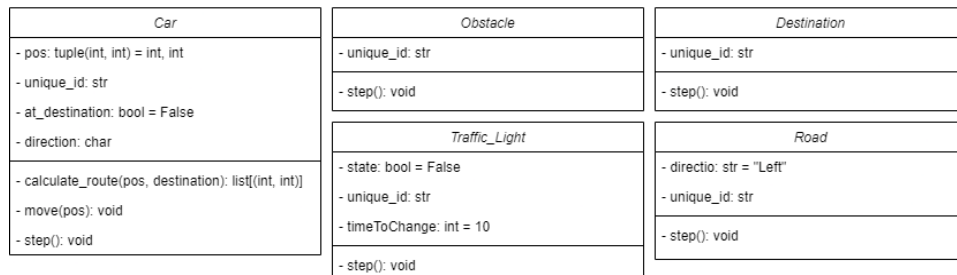 Car
- pos: tuple(int, int) = int, int
- unique_id: str
- at_destination: bool = False
- direction: char
- calculate_route(pos, destination): list[(int, int)]
- move(pos): void
- step(): void
Obstacle
- unique_id: str
- step(): void
Destination
- unique_id: str
- step(): void
Traffic_Light
- state: bool = False
- unique_id: str
- timeToChange: int = 10
- step(): void
Road
- directio: str = "Left"
- unique_id: str
- step(): void